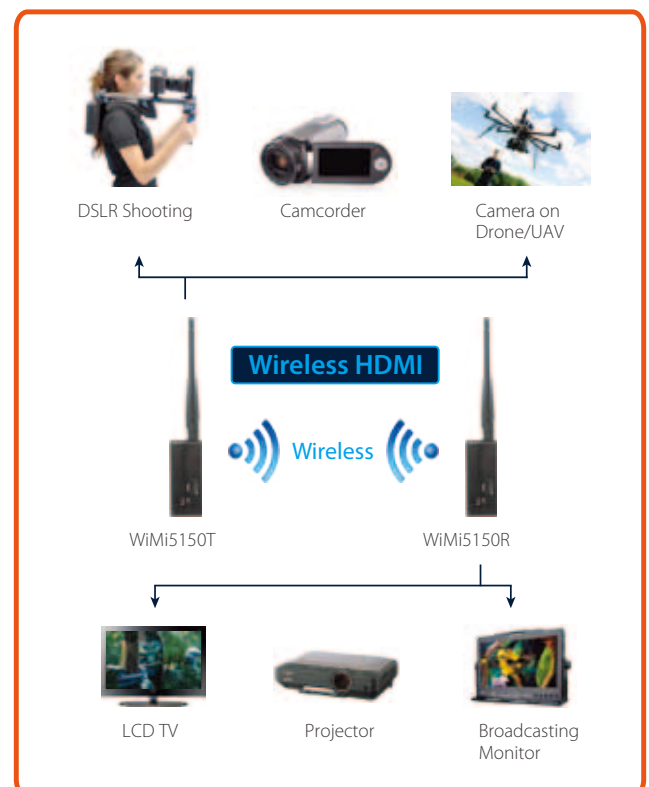 DSLR Shooting
Camcorder
Camera on
Drone/UAV
Wireless HDMI
Wireless
WiMi5150T
WiMi5150R
LCD TV
Projector
Broadcasting
Monitor